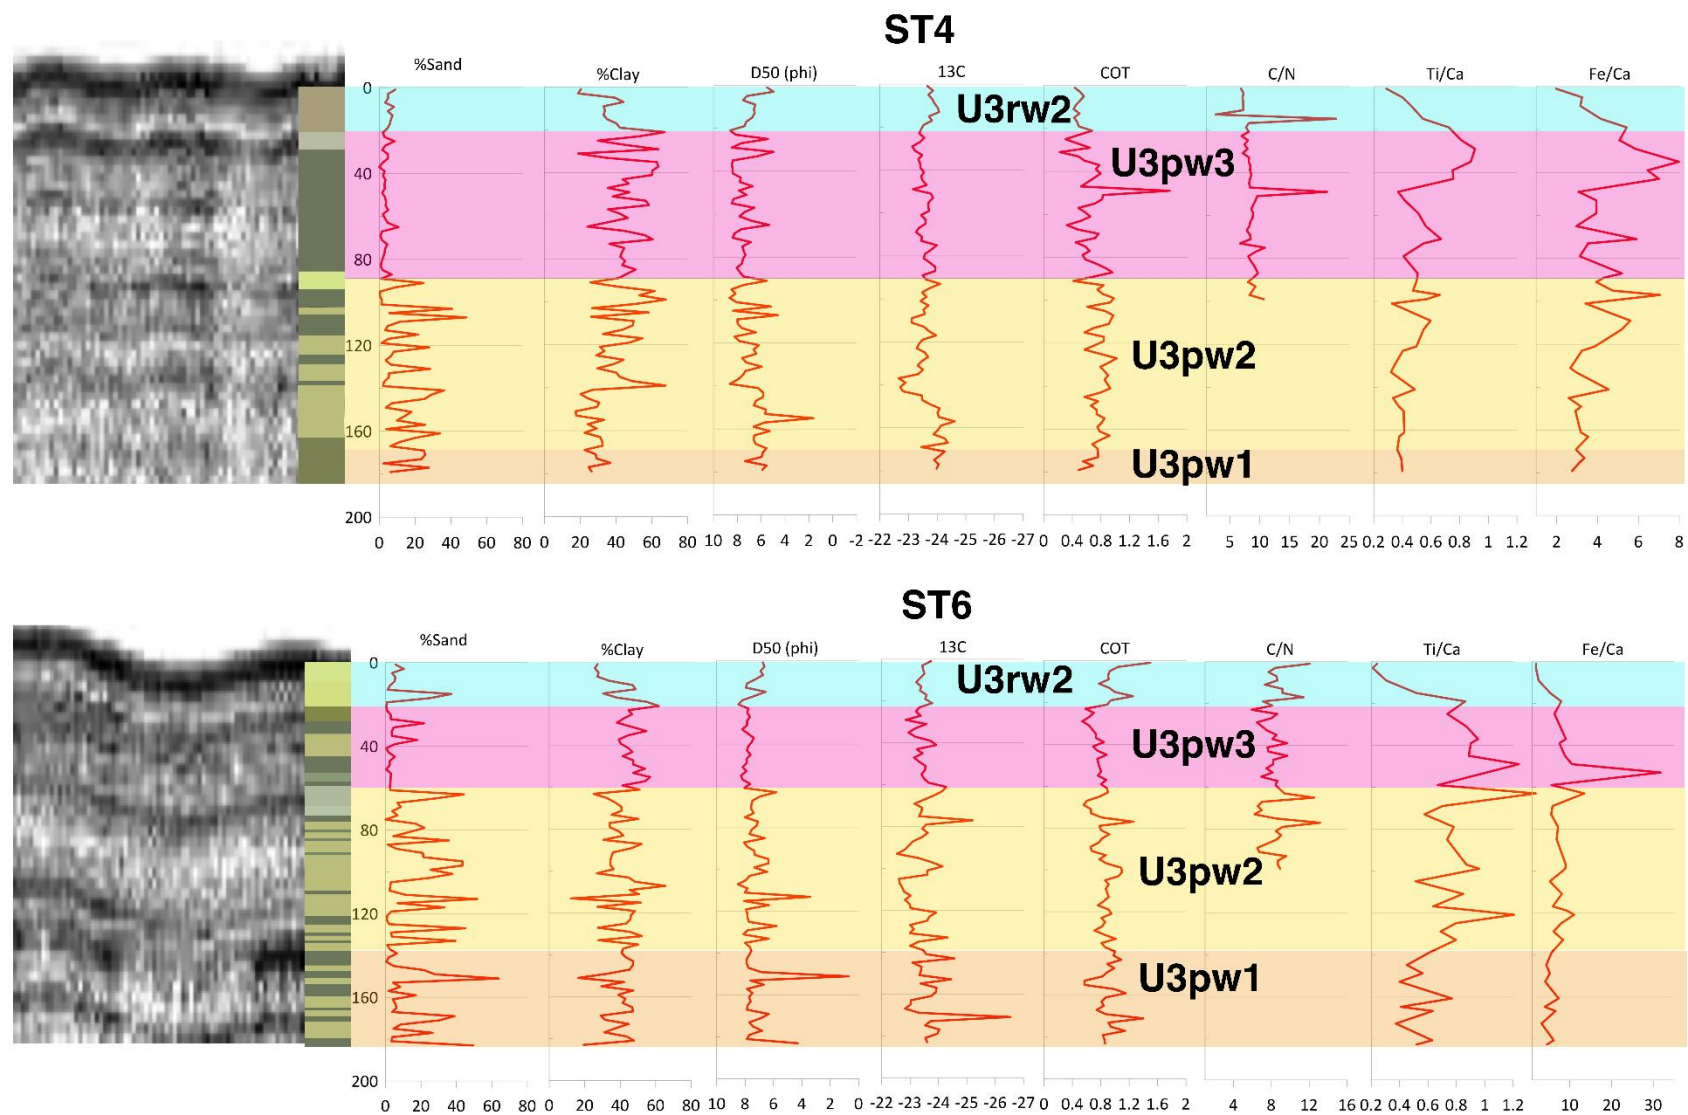 ST4
%Sand %Clay D50 (phi) 13C COT C/N Ti/Ca Fe/Ca
0
U3rw2
U3pw3
40
80
120
U3pw2
160
U3pw1
200
0 20 40 60 80 0 20 40 60 80 10 8 6 4 2 0 -2 -22 -23 -24 -25 -26 -27 0 0.4 0.8 1.2 1.6 2 5 10 15 20 25 0.2 0.4 0.6 0.8 1 1.2 2 4 6 8
ST6
%Sand %Clay D50 (phi) 13C COT C/N Ti/Ca Fe/Ca
0
U3rw2
40
U3pw3
80
U3pw2
120
U3pw1
160
200
0 20 40 60 80 0 20 40 60 80 10 8 6 4 2 0 -22 -23 -24 -25 -26 -27 0 0.4 0.8 1.2 1.6 2 4 8 12 16 0.2 0.4 0.6 0.8 1 1.2 10 20 30